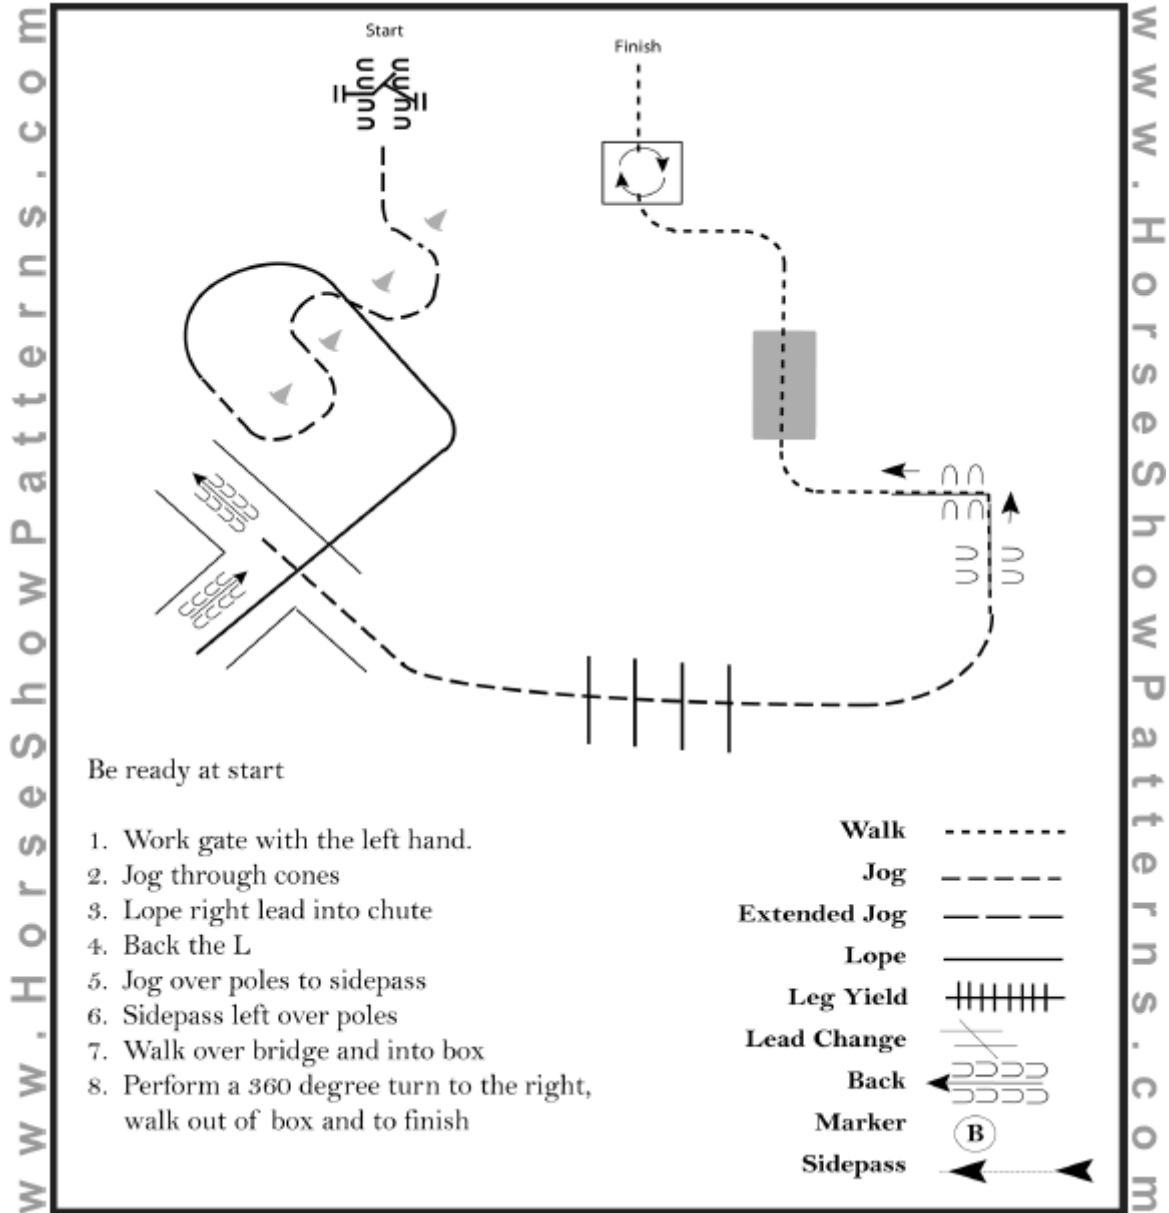 www.HorseShowPatterns.com
www.HorseShowPatterns.com
Start
Finish
Be ready at start
1. Work gate with the left hand.
2. Jog through cones
3. Lope right lead into chute
4. Back the L
5. Jog over poles to sidepass
6. Sidepass left over poles
7. Walk over bridge and into box
8. Perform a 360 degree turn to the right,
walk out of box and to finish
Walk
Jog
Extended Jog
Lope
Leg Yield
Lead Change
Back
Marker
B
Sidepass